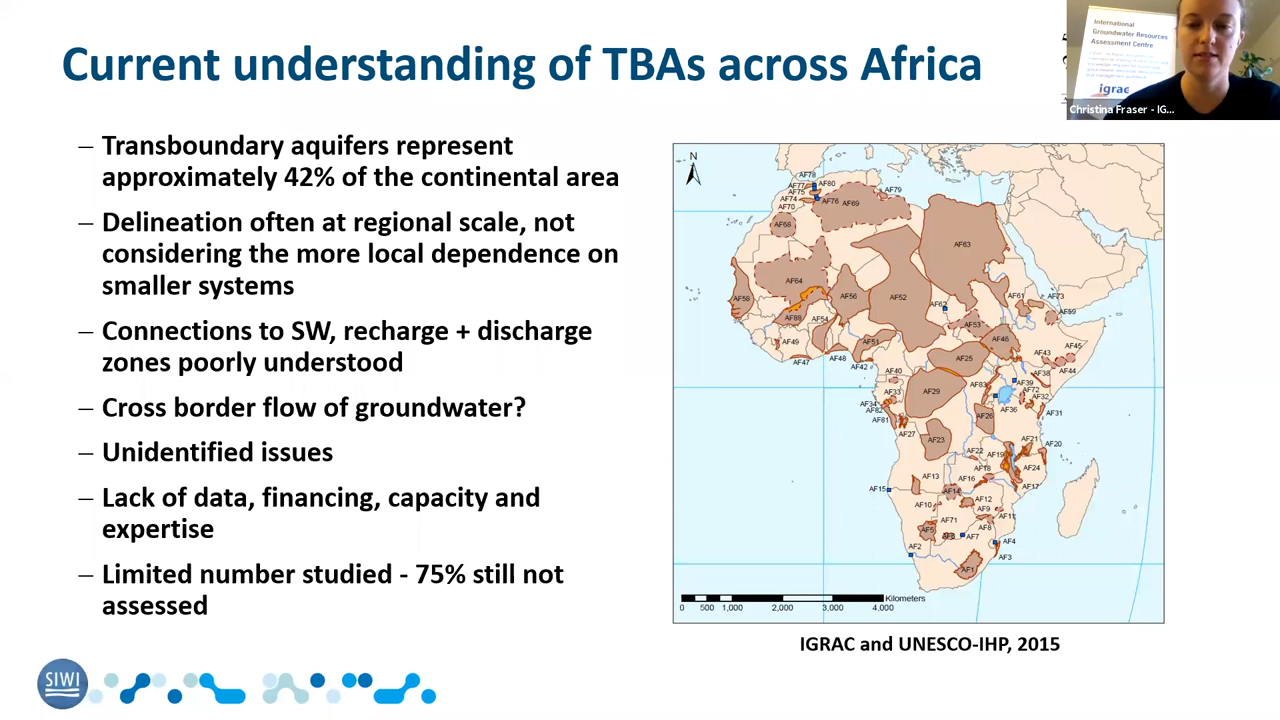 Current understanding of TBAs across Africa
International
Groundwater Resources
Assessment Centre
igrac
Christina Fraser - IG...
– Transboundary aquifers represent
approximately 42% of the continental area
– Delineation often at regional scale, not
considering the more local dependence on
smaller systems
– Connections to SW, recharge + discharge
zones poorly understood
– Cross border flow of groundwater?
– Unidentified issues
– Lack of data, financing, capacity and
expertise
– Limited number studied - 75% still not
assessed
N
AF78
AF77 AF80
AF75
AF79
AF74 AF76 AF69
AF70
AF68
AF63
AF64
AF58
AF56
AF52
AF62
AF61
AF73
AF59
AF54
AF53
AF49
AF51
AF46
AF45
AF47
AF48
AF42
AF25
AF43
AF44
AF40
AF38
AF33
AF29
AF83
AF39
AF72
AF34
AF32
AF82
AF36
AF31
AF81
AF26
AF27
AF23
AF21
AF20
AF22
AF19
AF24
AF18
AF13
AF16
AF17
AF15
AF14
AF12
AF10
AF9
AF11
AF71
AF8
AF5
AF7
AF4
AF2
AF3
AF1
Kilometers
0 500 1,000 2,000 3,000 4,000
IGRAC and UNESCO-IHP, 2015
SIWI